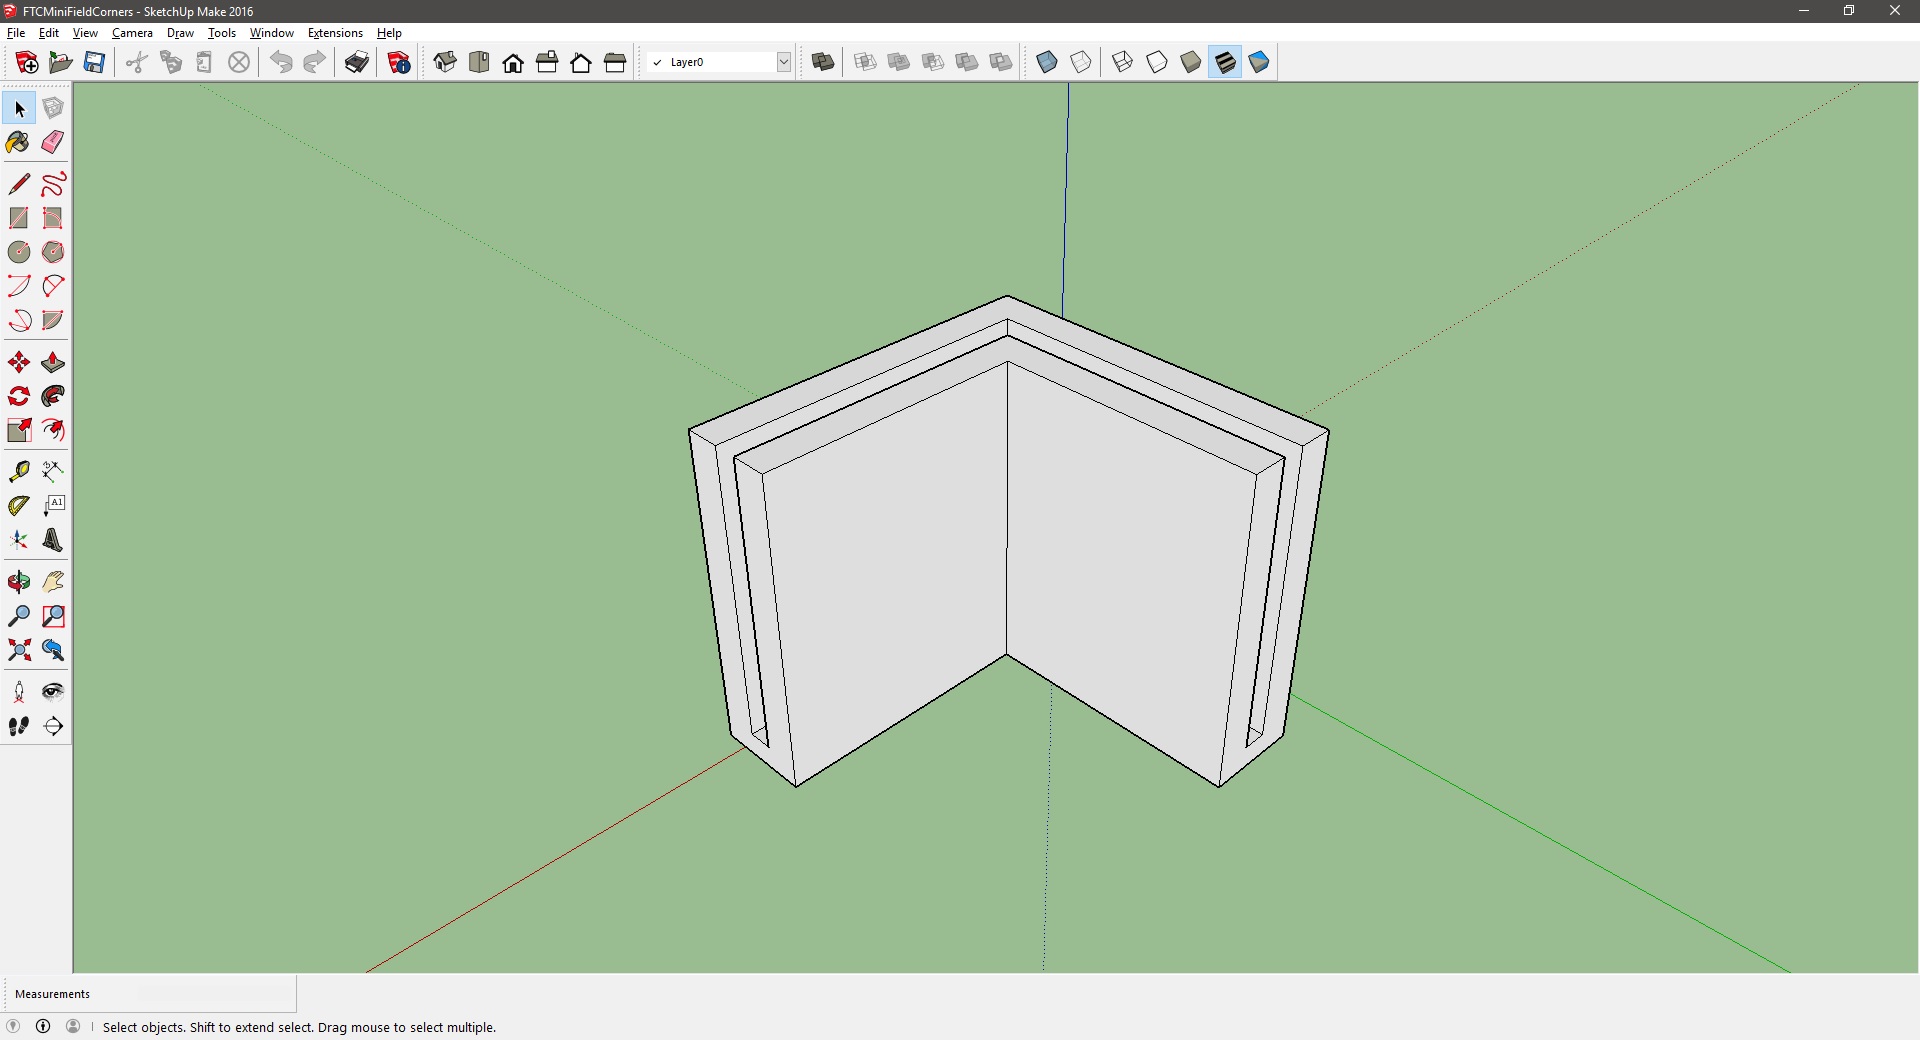 FTCMiniFieldCorners - SketchUp Make 2016
File Edit View Camera Draw Tools Window Extensions Help
Layer0
A1
Measurements
Select objects. Shift to extend select. Drag mouse to select multiple.